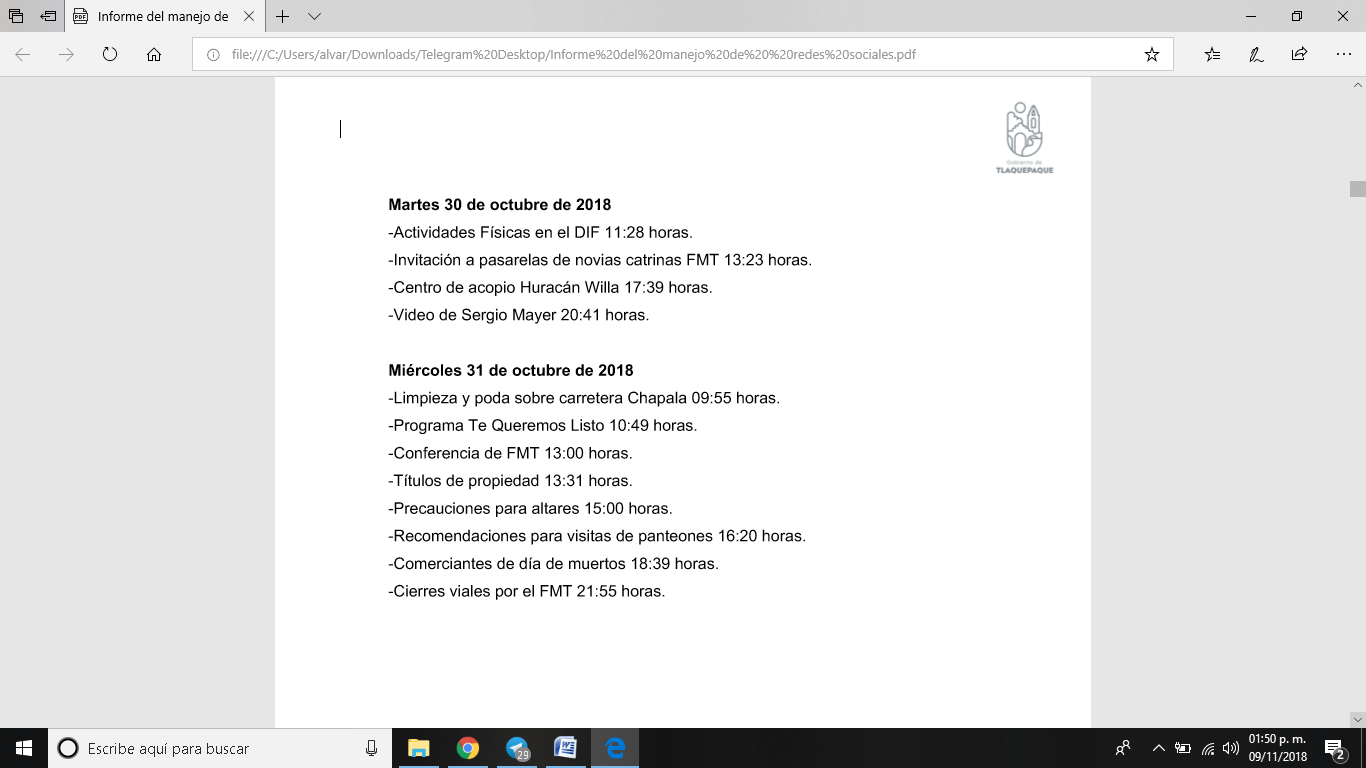 Informe del manejo de
file:///C:/Users/alvar/Downloads/Telegram%20Desktop/Informe%20del%20manejo%20de%20%20redes%20sociales.pdf
Gobierno de
TLAQUEPAQUE
Martes 30 de octubre de 2018
-Actividades Físicas en el DIF 11:28 horas.
-Invitación a pasarelas de novias catrinas FMT 13:23 horas.
-Centro de acopio Huracán Willa 17:39 horas.
-Video de Sergio Mayer 20:41 horas.
Miércoles 31 de octubre de 2018
-Limpieza y poda sobre carretera Chapala 09:55 horas.
-Programa Te Queremos Listo 10:49 horas.
-Conferencia de FMT 13:00 horas.
-Títulos de propiedad 13:31 horas.
-Precauciones para altares 15:00 horas.
-Recomendaciones para visitas de panteones 16:20 horas.
-Comerciantes de día de muertos 18:39 horas.
-Cierres viales por el FMT 21:55 horas.
Escribe aquí para buscar
29
01:50 p. m.
09/11/2018
2